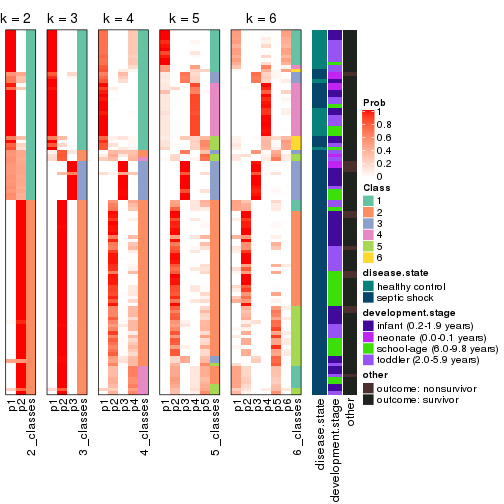 k = 2 k = 3 k = 4 k = 5 k = 6
p1 p2 2_classes p1 p2 p3 3_classes p1 p2 p3 p4 4_classes p1 p2 p3 p4 p5 5_classes p1 p2 p3 p4 p5 p6 6_classes disease.state development.stage other
Prob
1
0.8
0.6
0.4
0.2
0
Class
1
2
3
4
5
6
disease.state
healthy control
septic shock
development.stage
infant (0.2-1.9 years)
neonate (0.0-0.1 years)
school-age (6.0-9.8 years)
toddler (2.0-5.9 years)
other
outcome: nonsurvivor
outcome: survivor